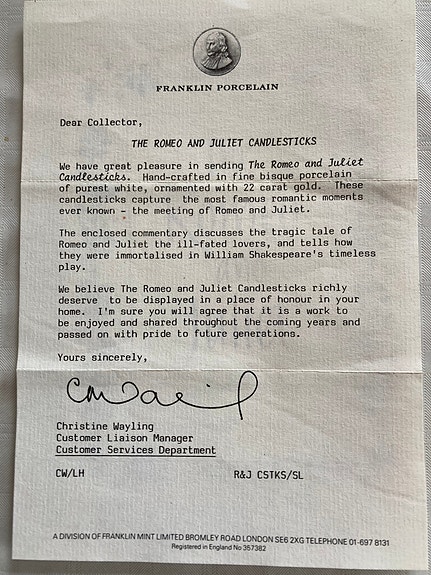 FRANKLIN PORCELAIN
Dear Collector,
THE ROMEO AND JULIET CANDLESTICKS
We have great pleasure in sending The Romeo and Juliet
Candlesticks. Hand-crafted in fine bisque porcelain
of purest white, ornamented with 22 carat gold. These
candlesticks capture the most famous romantic moments
ever known - the meeting of Romeo and Juliet.
The enclosed commentary discusses the tragic tale of
Romeo and Juliet the ill-fated lovers, and tells how
they were immortalised in William Shakespeare's timeless
play.
We believe The Romeo and Juliet Candlesticks richly
deserve to be displayed in a place of honour in your
home. I'm sure you will agree that it is a work to
be enjoyed and shared throughout the coming years and
passed on with pride to future generations.
Yours sincerely,
Christine Wayling
Customer Liaison Manager
Customer Services Department
CW/LH R&J CSTKS/SL
A DIVISION OF FRANKLIN MINT LIMITED BROMLEY ROAD LONDON SE6 2XG TELEPHONE 01-697 8131
Registered in England No 357382